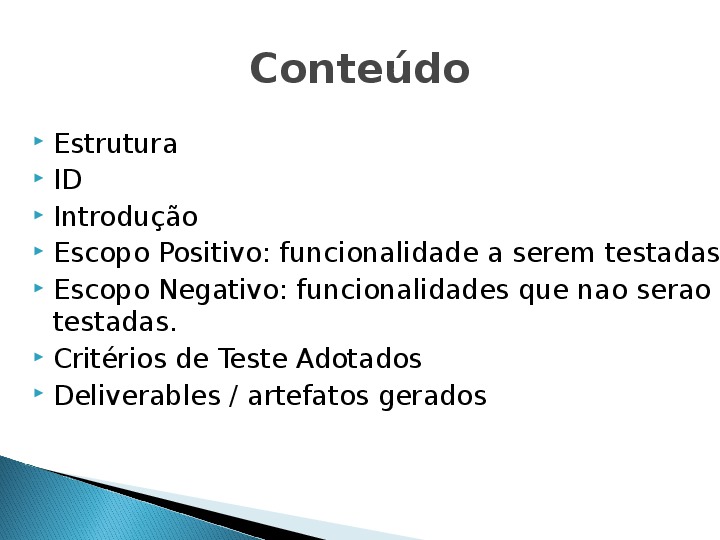 Conteúdo
Estrutura
ID
Introdução
Escopo Positivo: funcionalidade a serem testadas
Escopo Negativo: funcionalidades que nao serao
testadas.
Critérios de Teste Adotados
Deliverables / artefatos gerados